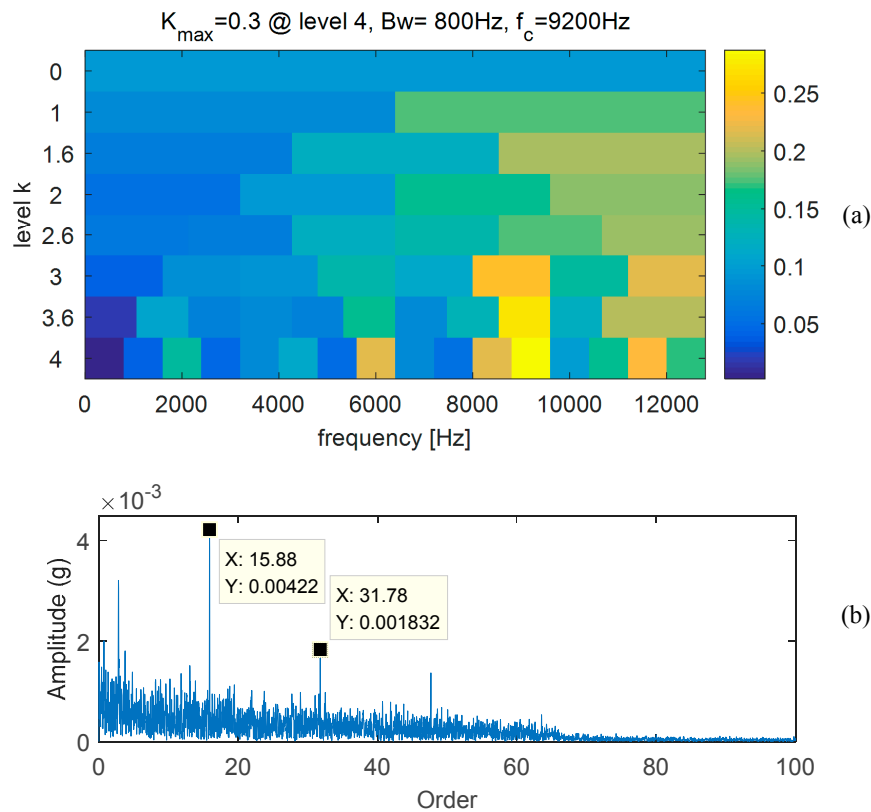 K_max=0.3 @ level 4, Bw= 800Hz, f_c=9200Hz
0
1
1.6
2
2.6
3
3.6
4
level k
0 2000 4000 6000 8000 10000 12000
frequency [Hz]
0.25
0.2
0.15
0.1
0.05
(a)
×10^-3
4
2
0
Amplitude (g)
X: 15.88
Y: 0.00422
X: 31.78
Y: 0.001832
0 20 40 60 80 100
Order
(b)